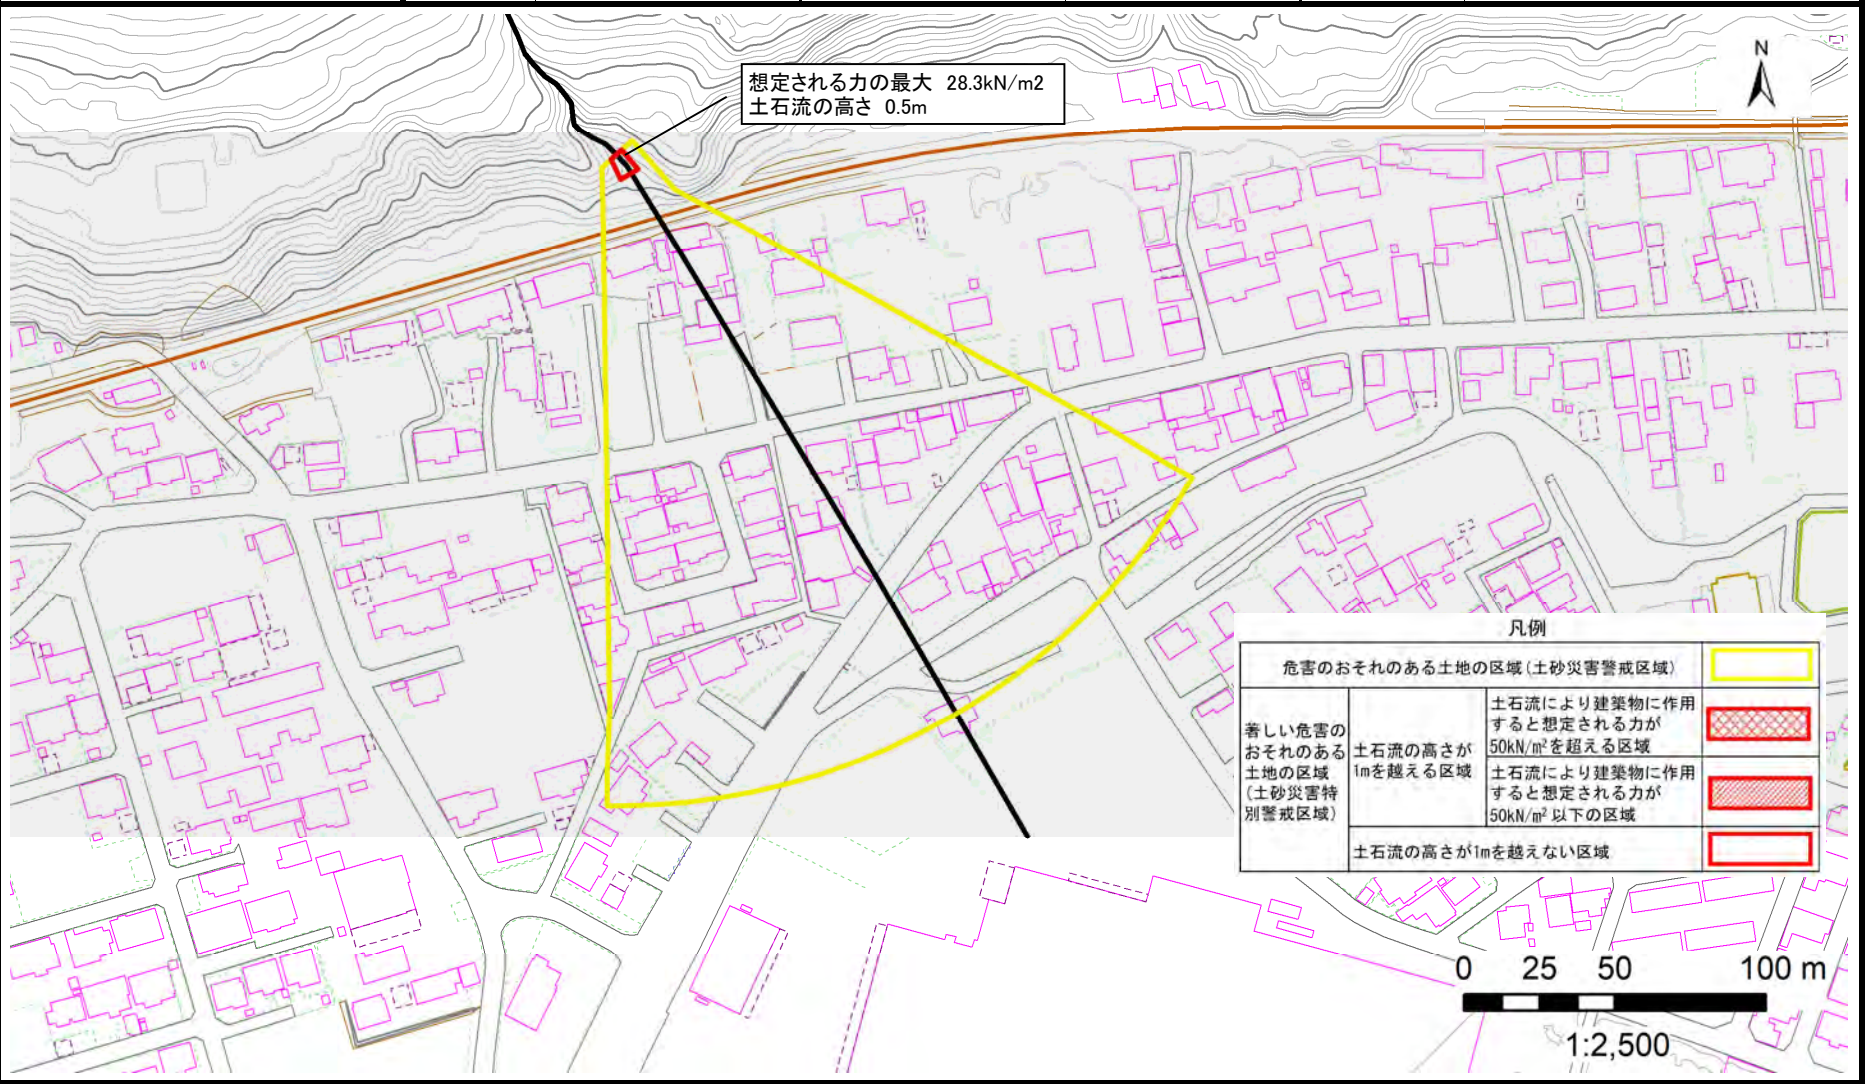 想定される力の最大 28.3kN/m2
土石流の高さ 0.5m
N
凡例
危害のおそれのある土地の区域(土砂災害警戒区域)
著しい危害の
おそれのある
土地の区域
(土砂災害特
別警戒区域)
土石流の高さが
1mを越える区域
土石流により建築物に作用
すると想定される力が
50kN/㎡を超える区域
土石流により建築物に作用
すると想定される力が
50kN/㎡以下の区域
土石流の高さが1mを越えない区域
0 25 50 100 m
1:2,500